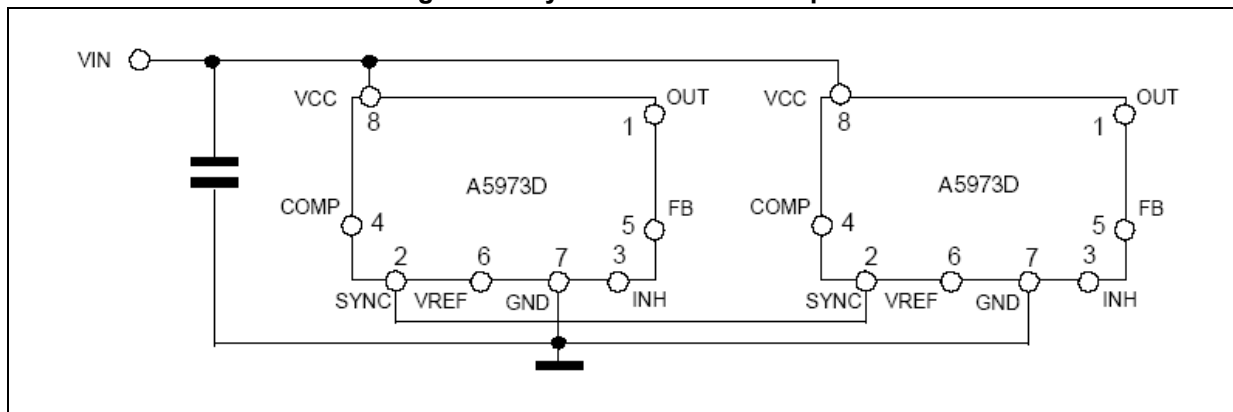 VIN
VCC
8
OUT
1
A5973D
COMP
4
FB
5
2
6
7
3
SYNC
VREF
GND
INH
VCC
8
OUT
1
A5973D
COMP
4
FB
5
2
6
7
3
SYNC
VREF
GND
INH